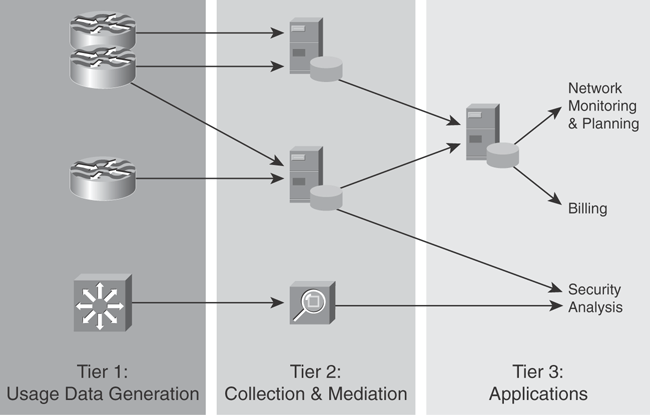 Network
Monitoring
& Planning
Billing
Security
Analysis
Tier 1:
Usage Data Generation
Tier 2:
Collection & Mediation
Tier 3:
Applications